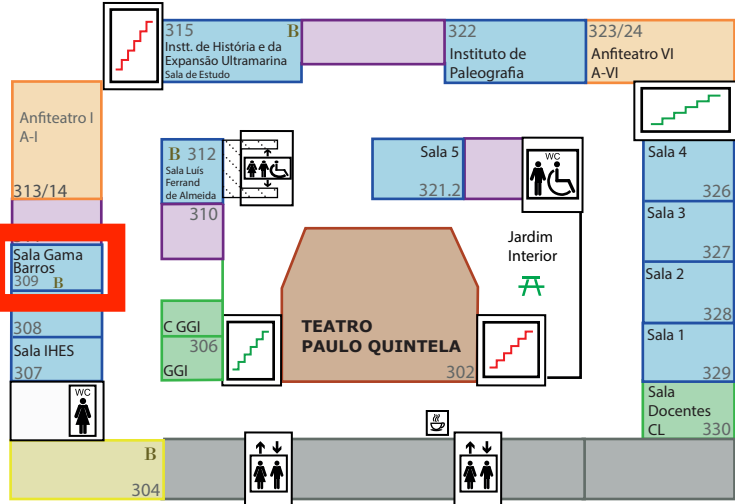 315
B
Instt. de História e da
Expansão Ultramarina
Sala de Estudo
322
Instituto de
Paleografia
323/24
Anfiteatro VI
A-VI
Anfiteatro I
A-I
313/14
B 312
Sala Luís
Ferrand
de Almeida
310
Sala 5
321.2
WC
Sala 4
326
Sala 3
327
Sala 2
328
Sala 1
329
Sala
Docentes
CL 330
Jardim
Interior
Sala Gama
Barros
309 B
308
Sala IHES
307
WC
C GGI
306
GGI
TEATRO
PAULO QUINTELA
302
B
304